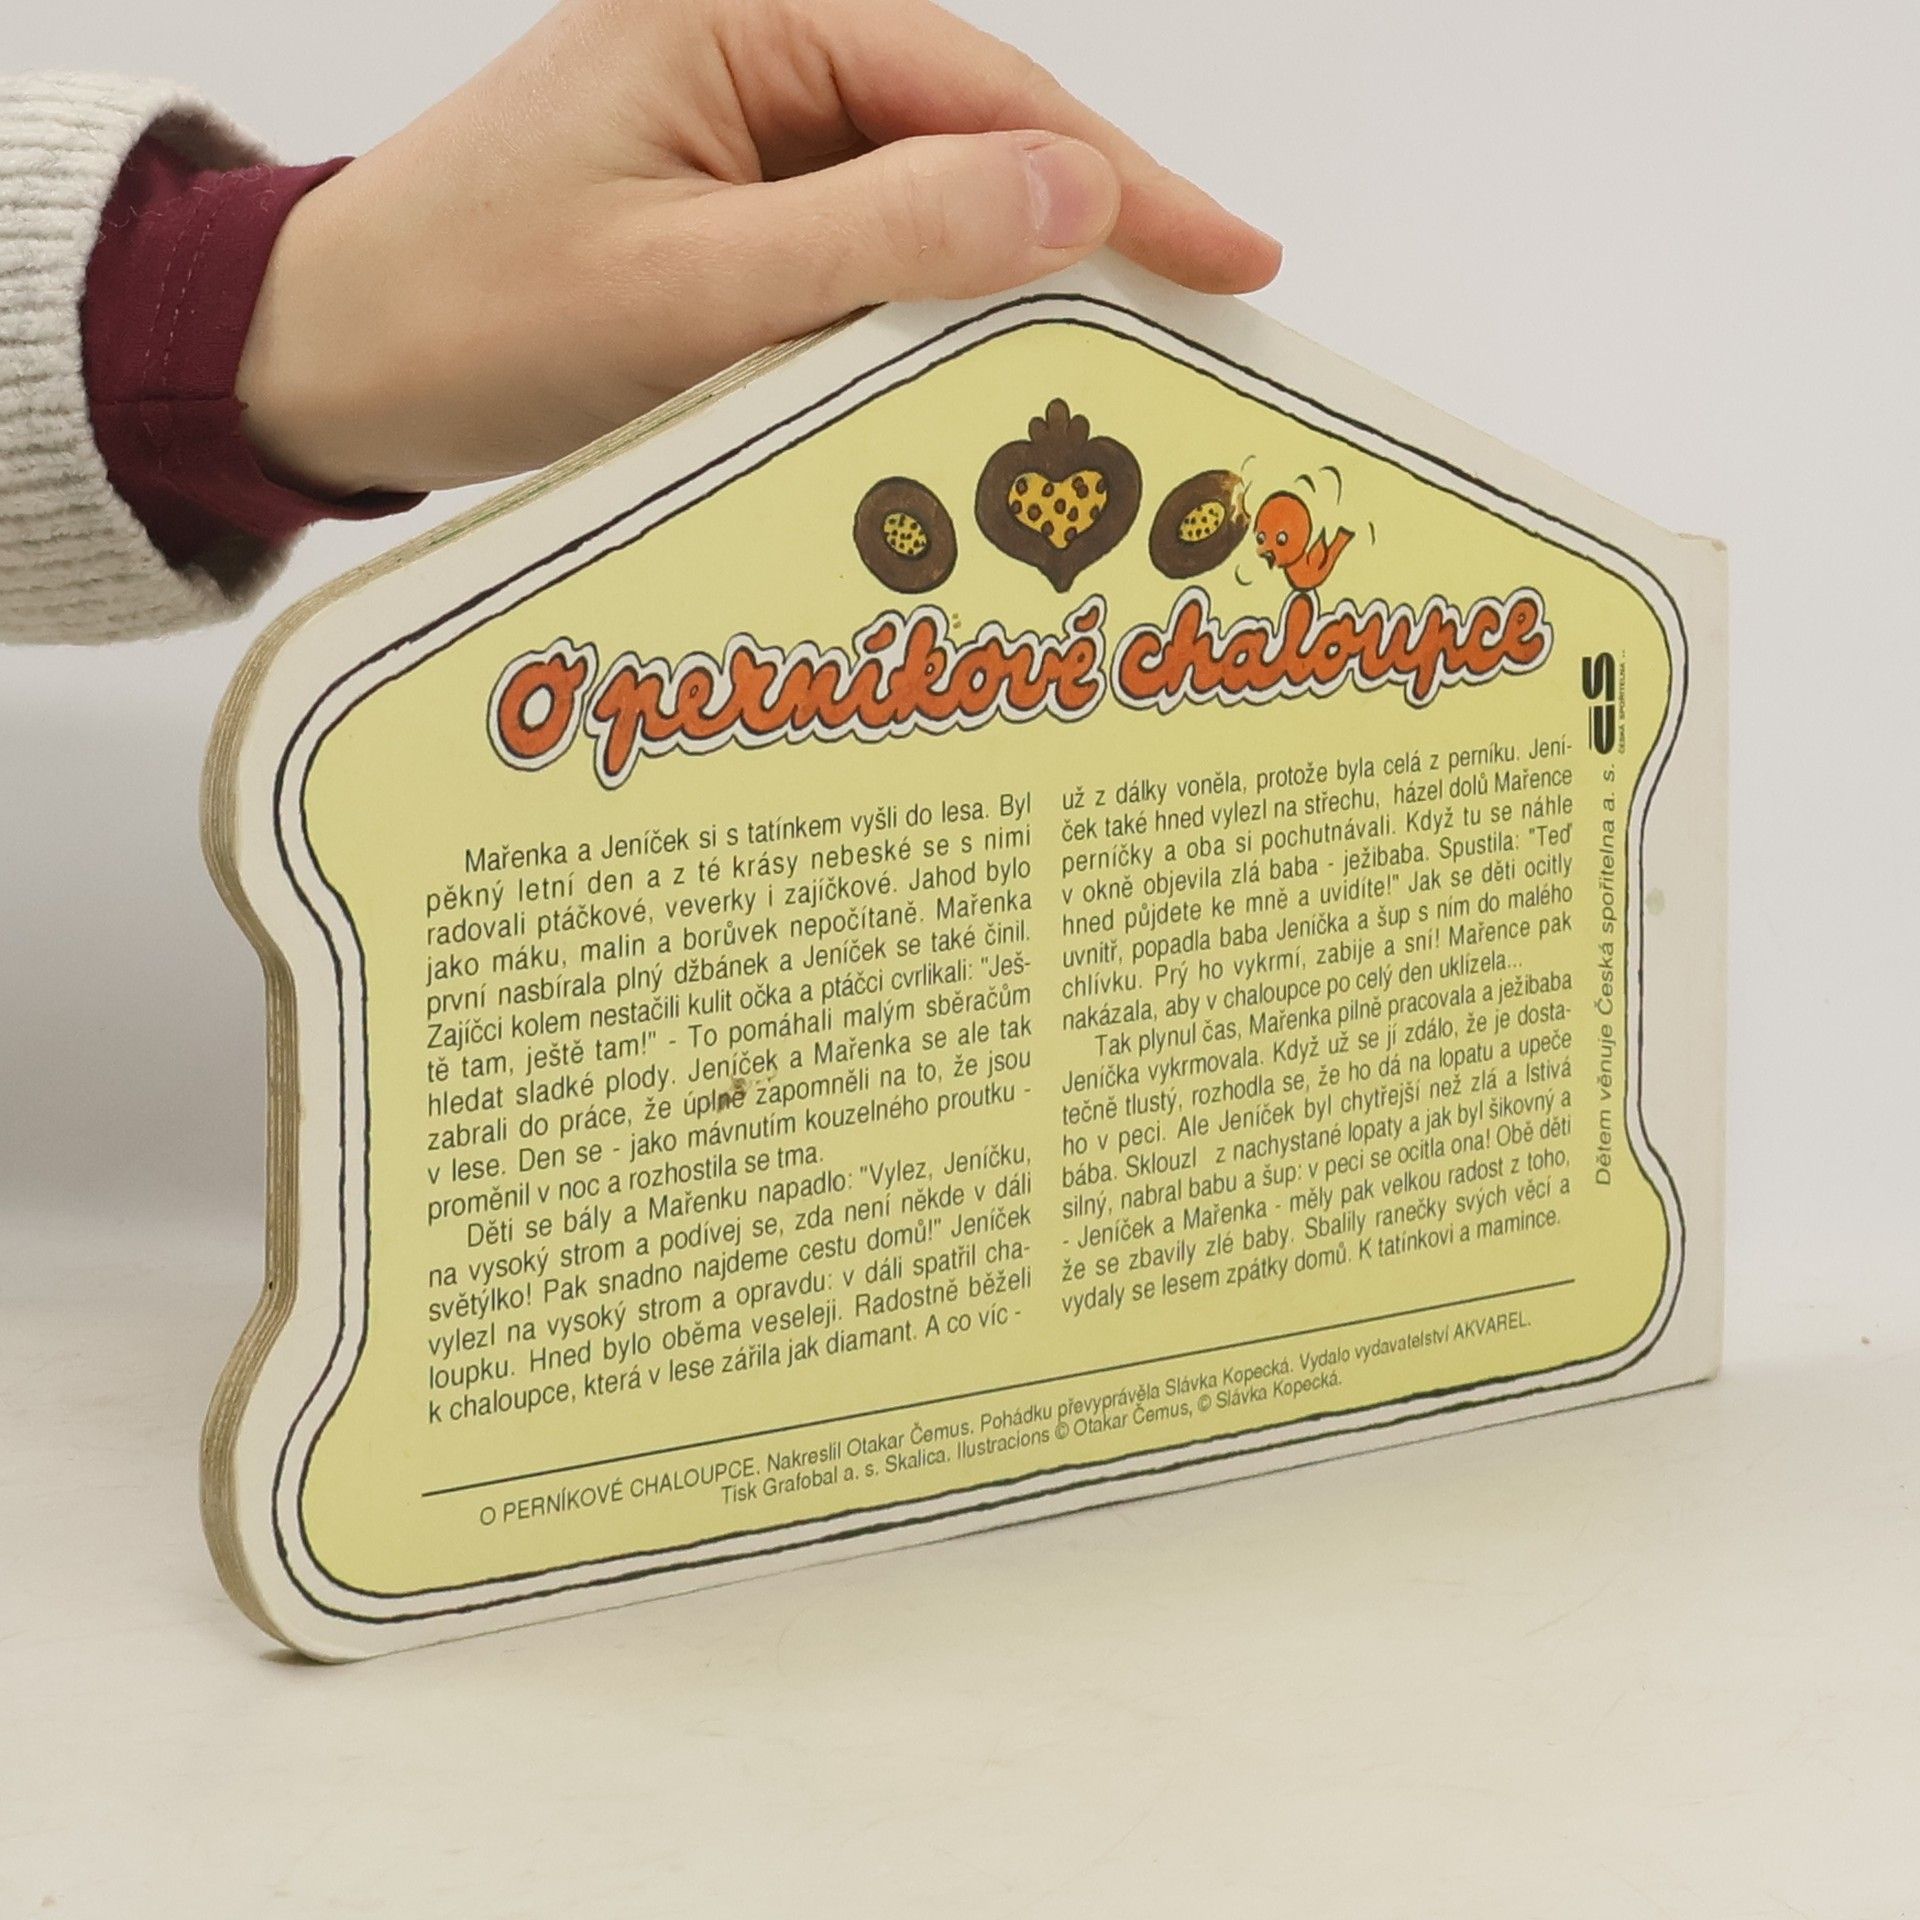 O perníkové chaloupce
Mařenka a Jeníček si s tatínkem vyšli do lesa. Byl
pěkný letní den a z té krásy nebeské se s nimi
radovali ptáčkové, veverky i zajíčkové. Jahod bylo
jako máku, malin a borůvek nepočítaně. Mařenka
první nasbírala plný džbánek a Jeníček se také činil.
Zajíčci kolem nestačili kulit očka a ptáčci cvrlikali: "Ješ-
tě tam, ještě tam!" - To pomáhali malým sběračům
hledat sladké plody. Jeníček a Mařenka se ale tak
zabrali do práce, že úplně zapomněli na to, že jsou
v lese. Den se - jako mávnutím kouzelného proutku -
proměnil v noc a rozhostila se tma.
Děti se bály a Mařenku napadlo: "Vylez, Jeníčku,
na vysoký strom a podívej se, zda není někde v dáli
světýlko! Pak snadno najdeme cestu domů!" Jeníček
vylezl na vysoký strom a opravdu: v dáli spatřil cha-
loupku. Hned bylo oběma veseleji. Radostně běželi
k chaloupce, která v lese zářila jak diamant. A co víc -
už z dálky voněla, protože byla celá z perníku. Jení-
ček také hned vylezl na střechu, házel dolů Mařence
perníčky a oba si pochutnávali. Když tu se náhle
v okně objevila zlá baba - ježibaba. Spustila: "Teď
hned půjdete ke mně a uvidíte!" Jak se děti ocitly
uvnitř, popadla baba Jeníčka a šup s ním do malého
chlívku. Prý ho vykrmí, zabije a sní! Mařence pak
nakázala, aby v chaloupce po celý den uklízela...
Tak plynul čas, Mařenka pilně pracovala a ježibaba
Jeníčka vykrmovala. Když už se jí zdálo, že je dosta-
tečně tlustý, rozhodla se, že ho dá na lopatu a upeče
ho v peci. Ale Jeníček byl chytřejší než zlá a lstivá
bába. Sklouzl z nachystané lopaty a jak byl šikovný a
silný, nabral babu a šup: v peci se ocitla ona! Obě děti
- Jeníček a Mařenka - měly pak velkou radost z toho,
že se zbavily zlé baby. Sbalily ranečky svých věcí a
vydaly se lesem zpátky domů. K tatínkovi a mamince.
Dětem věnuje Česká spořitelna a. s.
ČS
ČESKÁ SPOŘITELNA
O PERNÍKOVÉ CHALOUPCE. Nakreslil Otakar Čemus. Pohádku převyprávěla Slávka Kopecká. Vydalo vydavatelství AKVAREL.
Tisk Grafobal a. s. Skalica. Ilustracions © Otakar Čemus, © Slávka Kopecká.